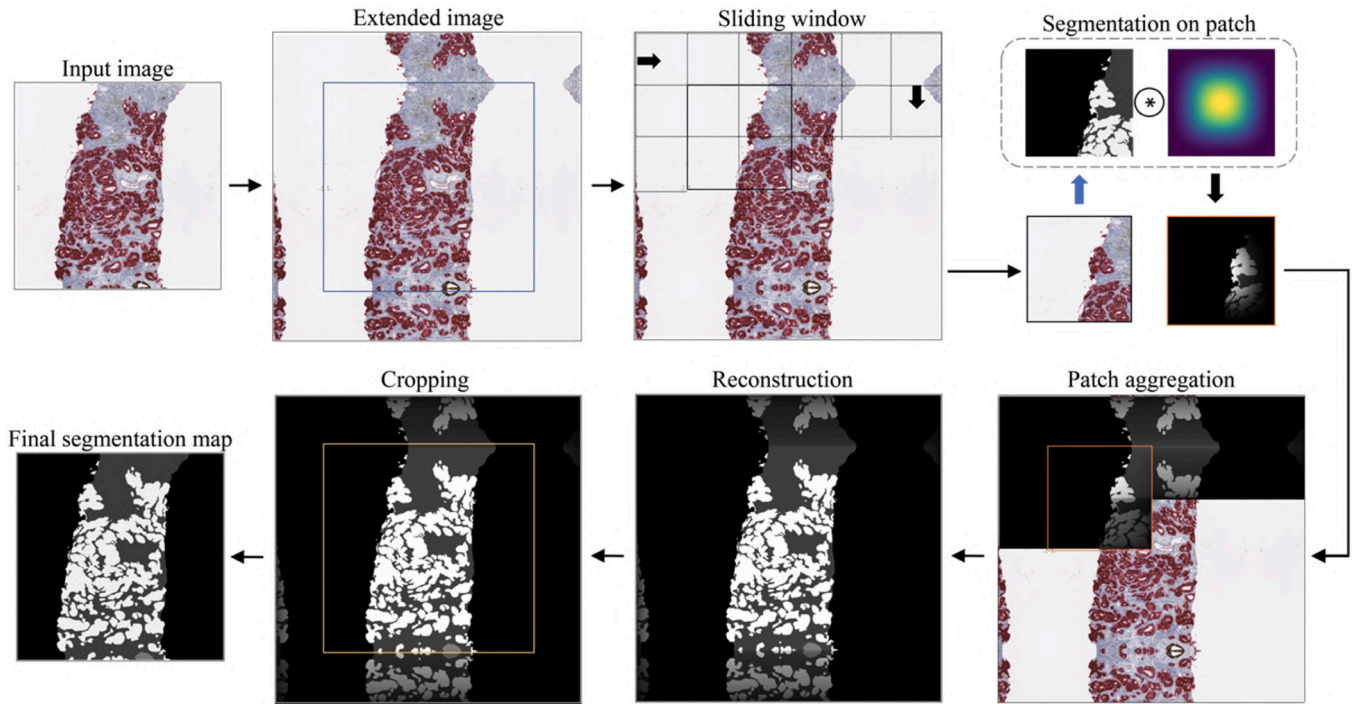 Input image
Extended image
Sliding window
Segmentation on patch
*
Final segmentation map
Cropping
Reconstruction
Patch aggregation